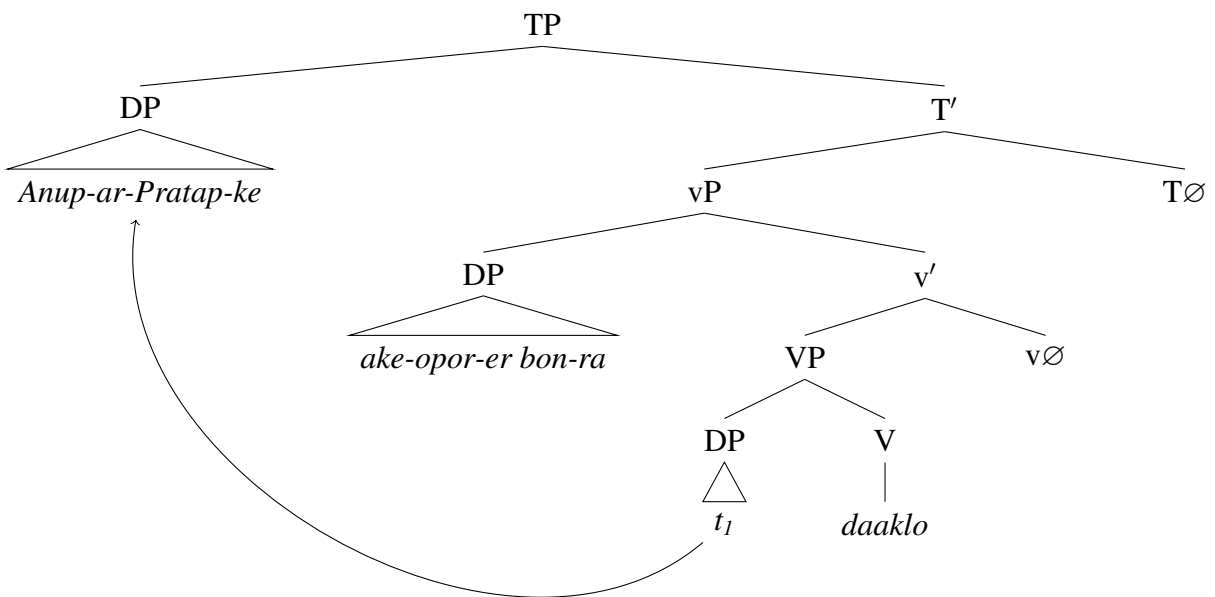 TP
DP T′
Anup-ar-Pratap-ke vP T∅
DP v′
ake-opor-er bon-ra VP v∅
DP V
t1 daaklo